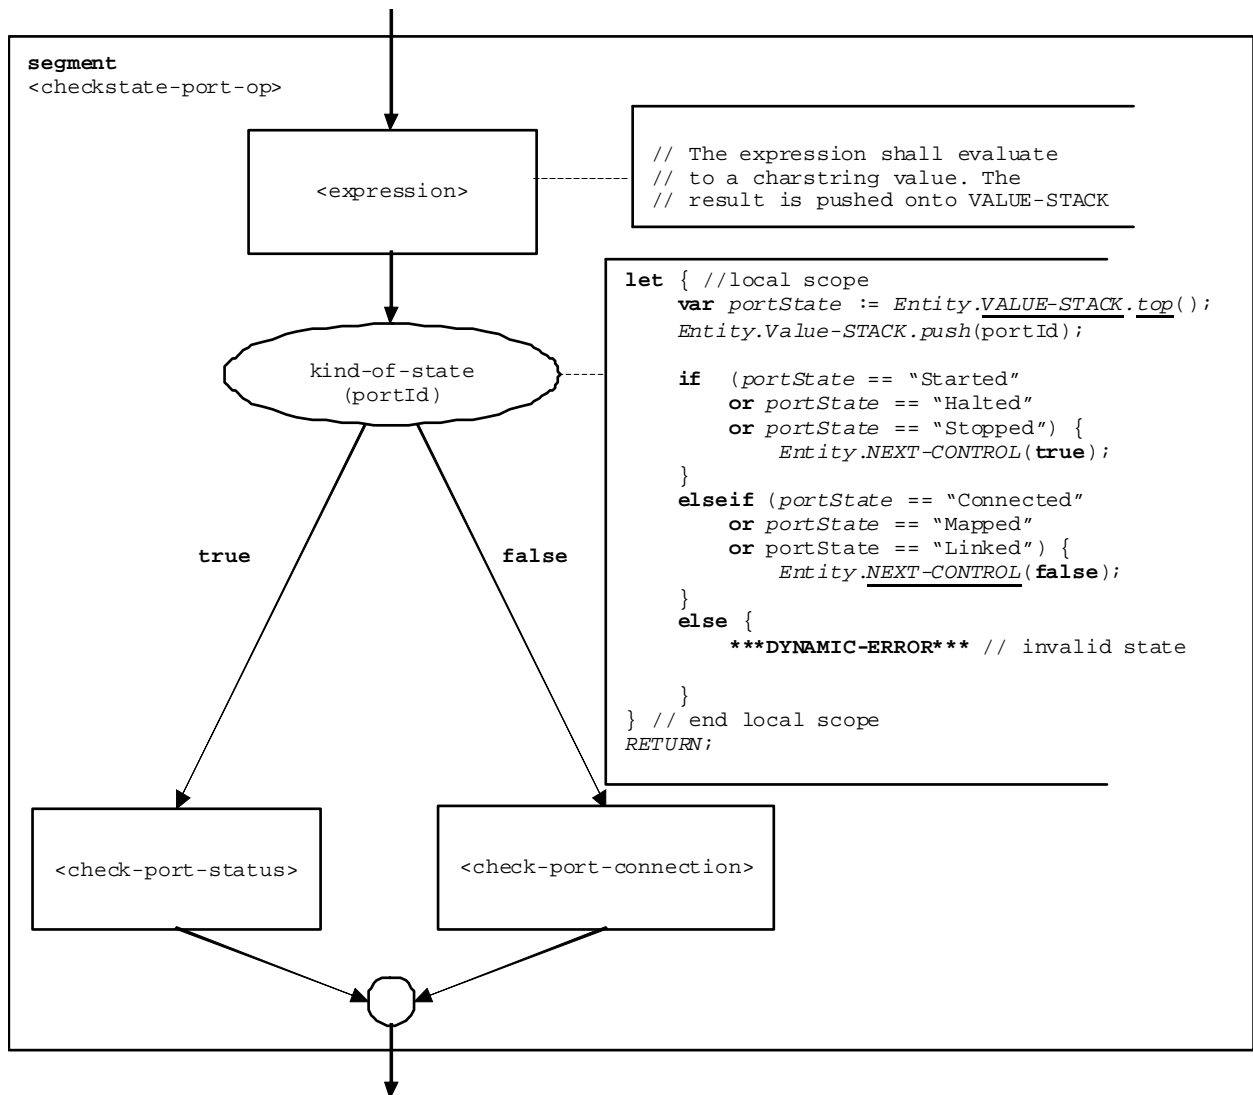 segment
<checkstate-port-op>
<expression>
// The expression shall evaluate
// to a charstring value. The
// result is pushed onto VALUE-STACK
kind-of-state
(portId)
let { //local scope
var portState := Entity.VALUE-STACK.top();
Entity.Value-STACK.push(portId);
if (portState == “Started”
or portState == “Halted”
or portState == “Stopped”) {
Entity.NEXT-CONTROL(true);
}
elseif (portState == “Connected”
or portState == “Mapped”
or portState == “Linked”) {
Entity.NEXT-CONTROL(false);
}
else {
***DYNAMIC-ERROR*** // invalid state
}
} // end local scope
RETURN;
true
false
<check-port-status>
<check-port-connection>